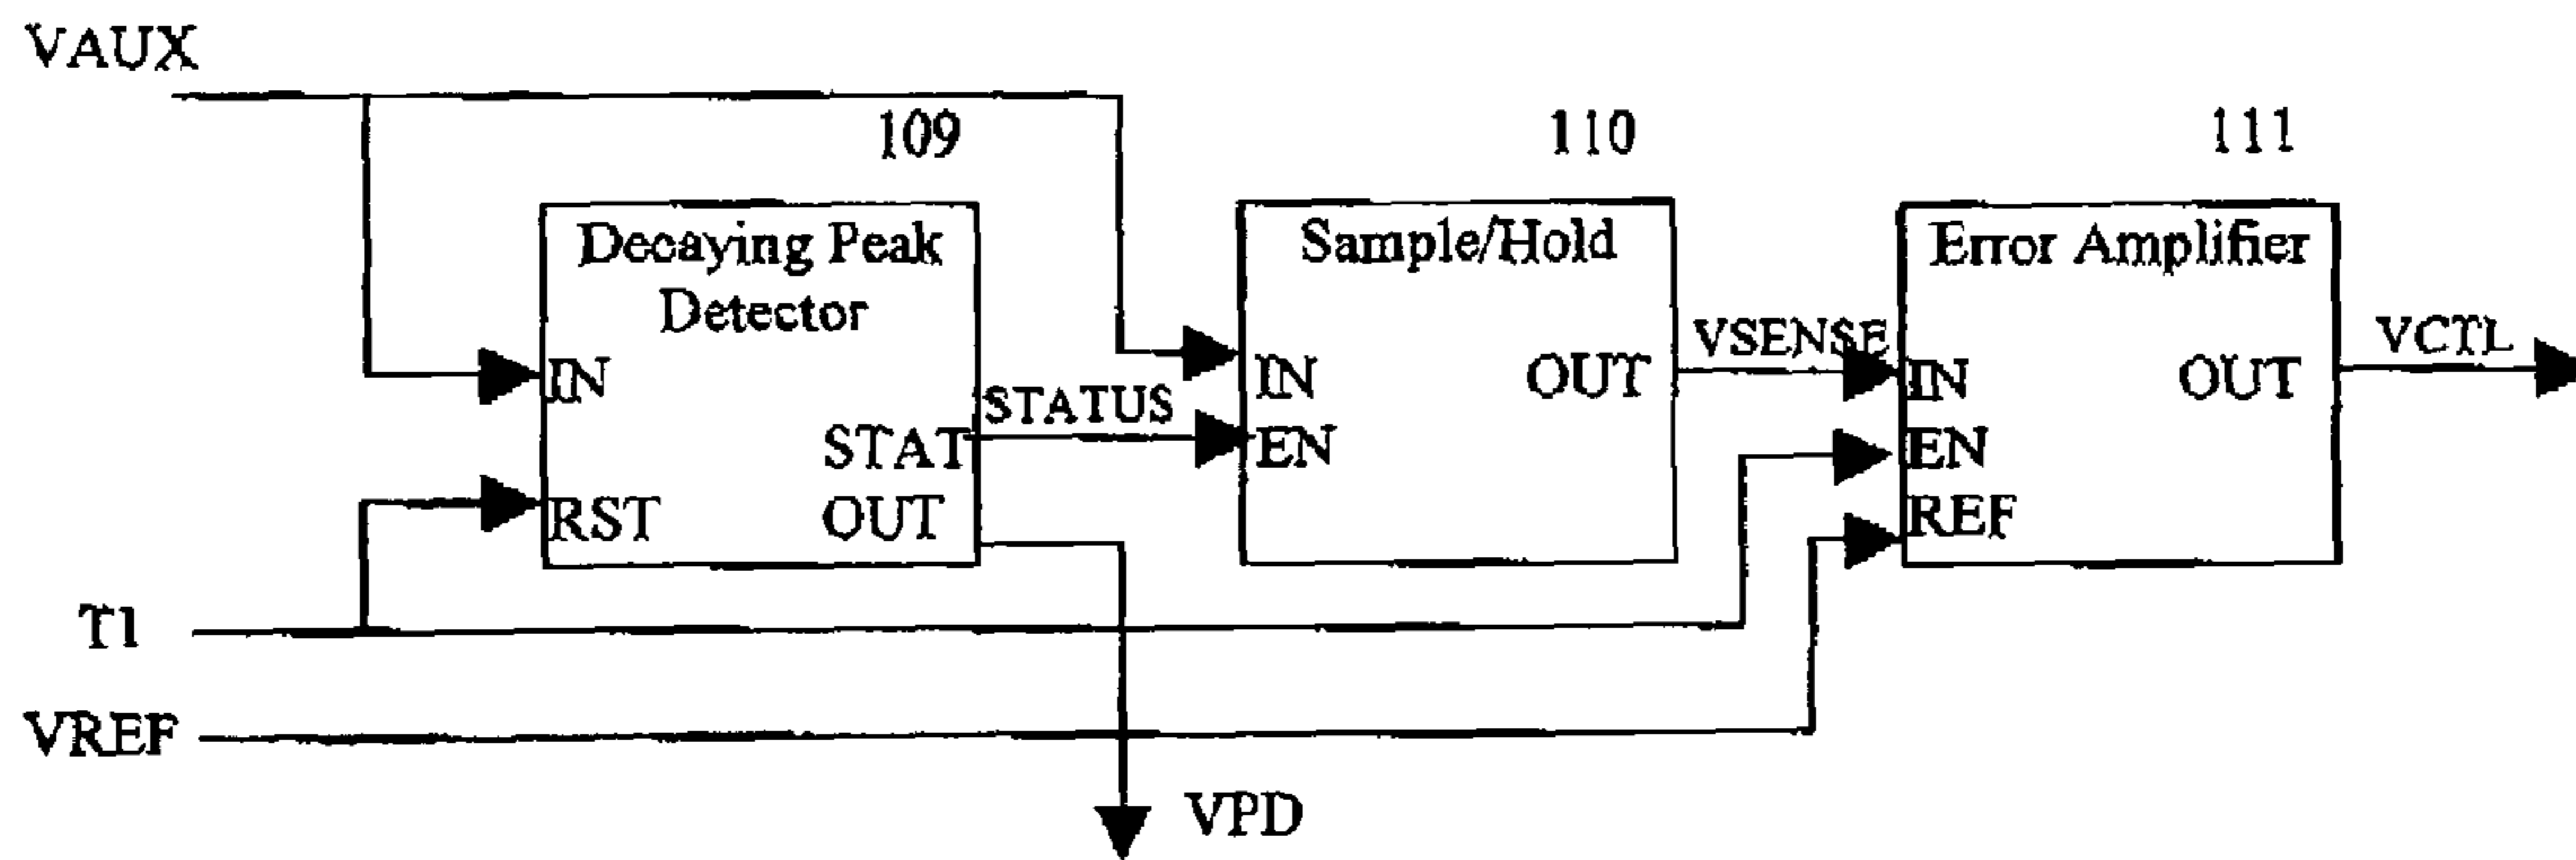 VAUX
109
110
111
Decaying Peak
Detector
Sample/Hold
Error Amplifier
VSENSE
VCTL
IN
STATUS
IN
OUT
IN
OUT
STAT
EN
EN
RST
OUT
REF
T1
VREF
VPD